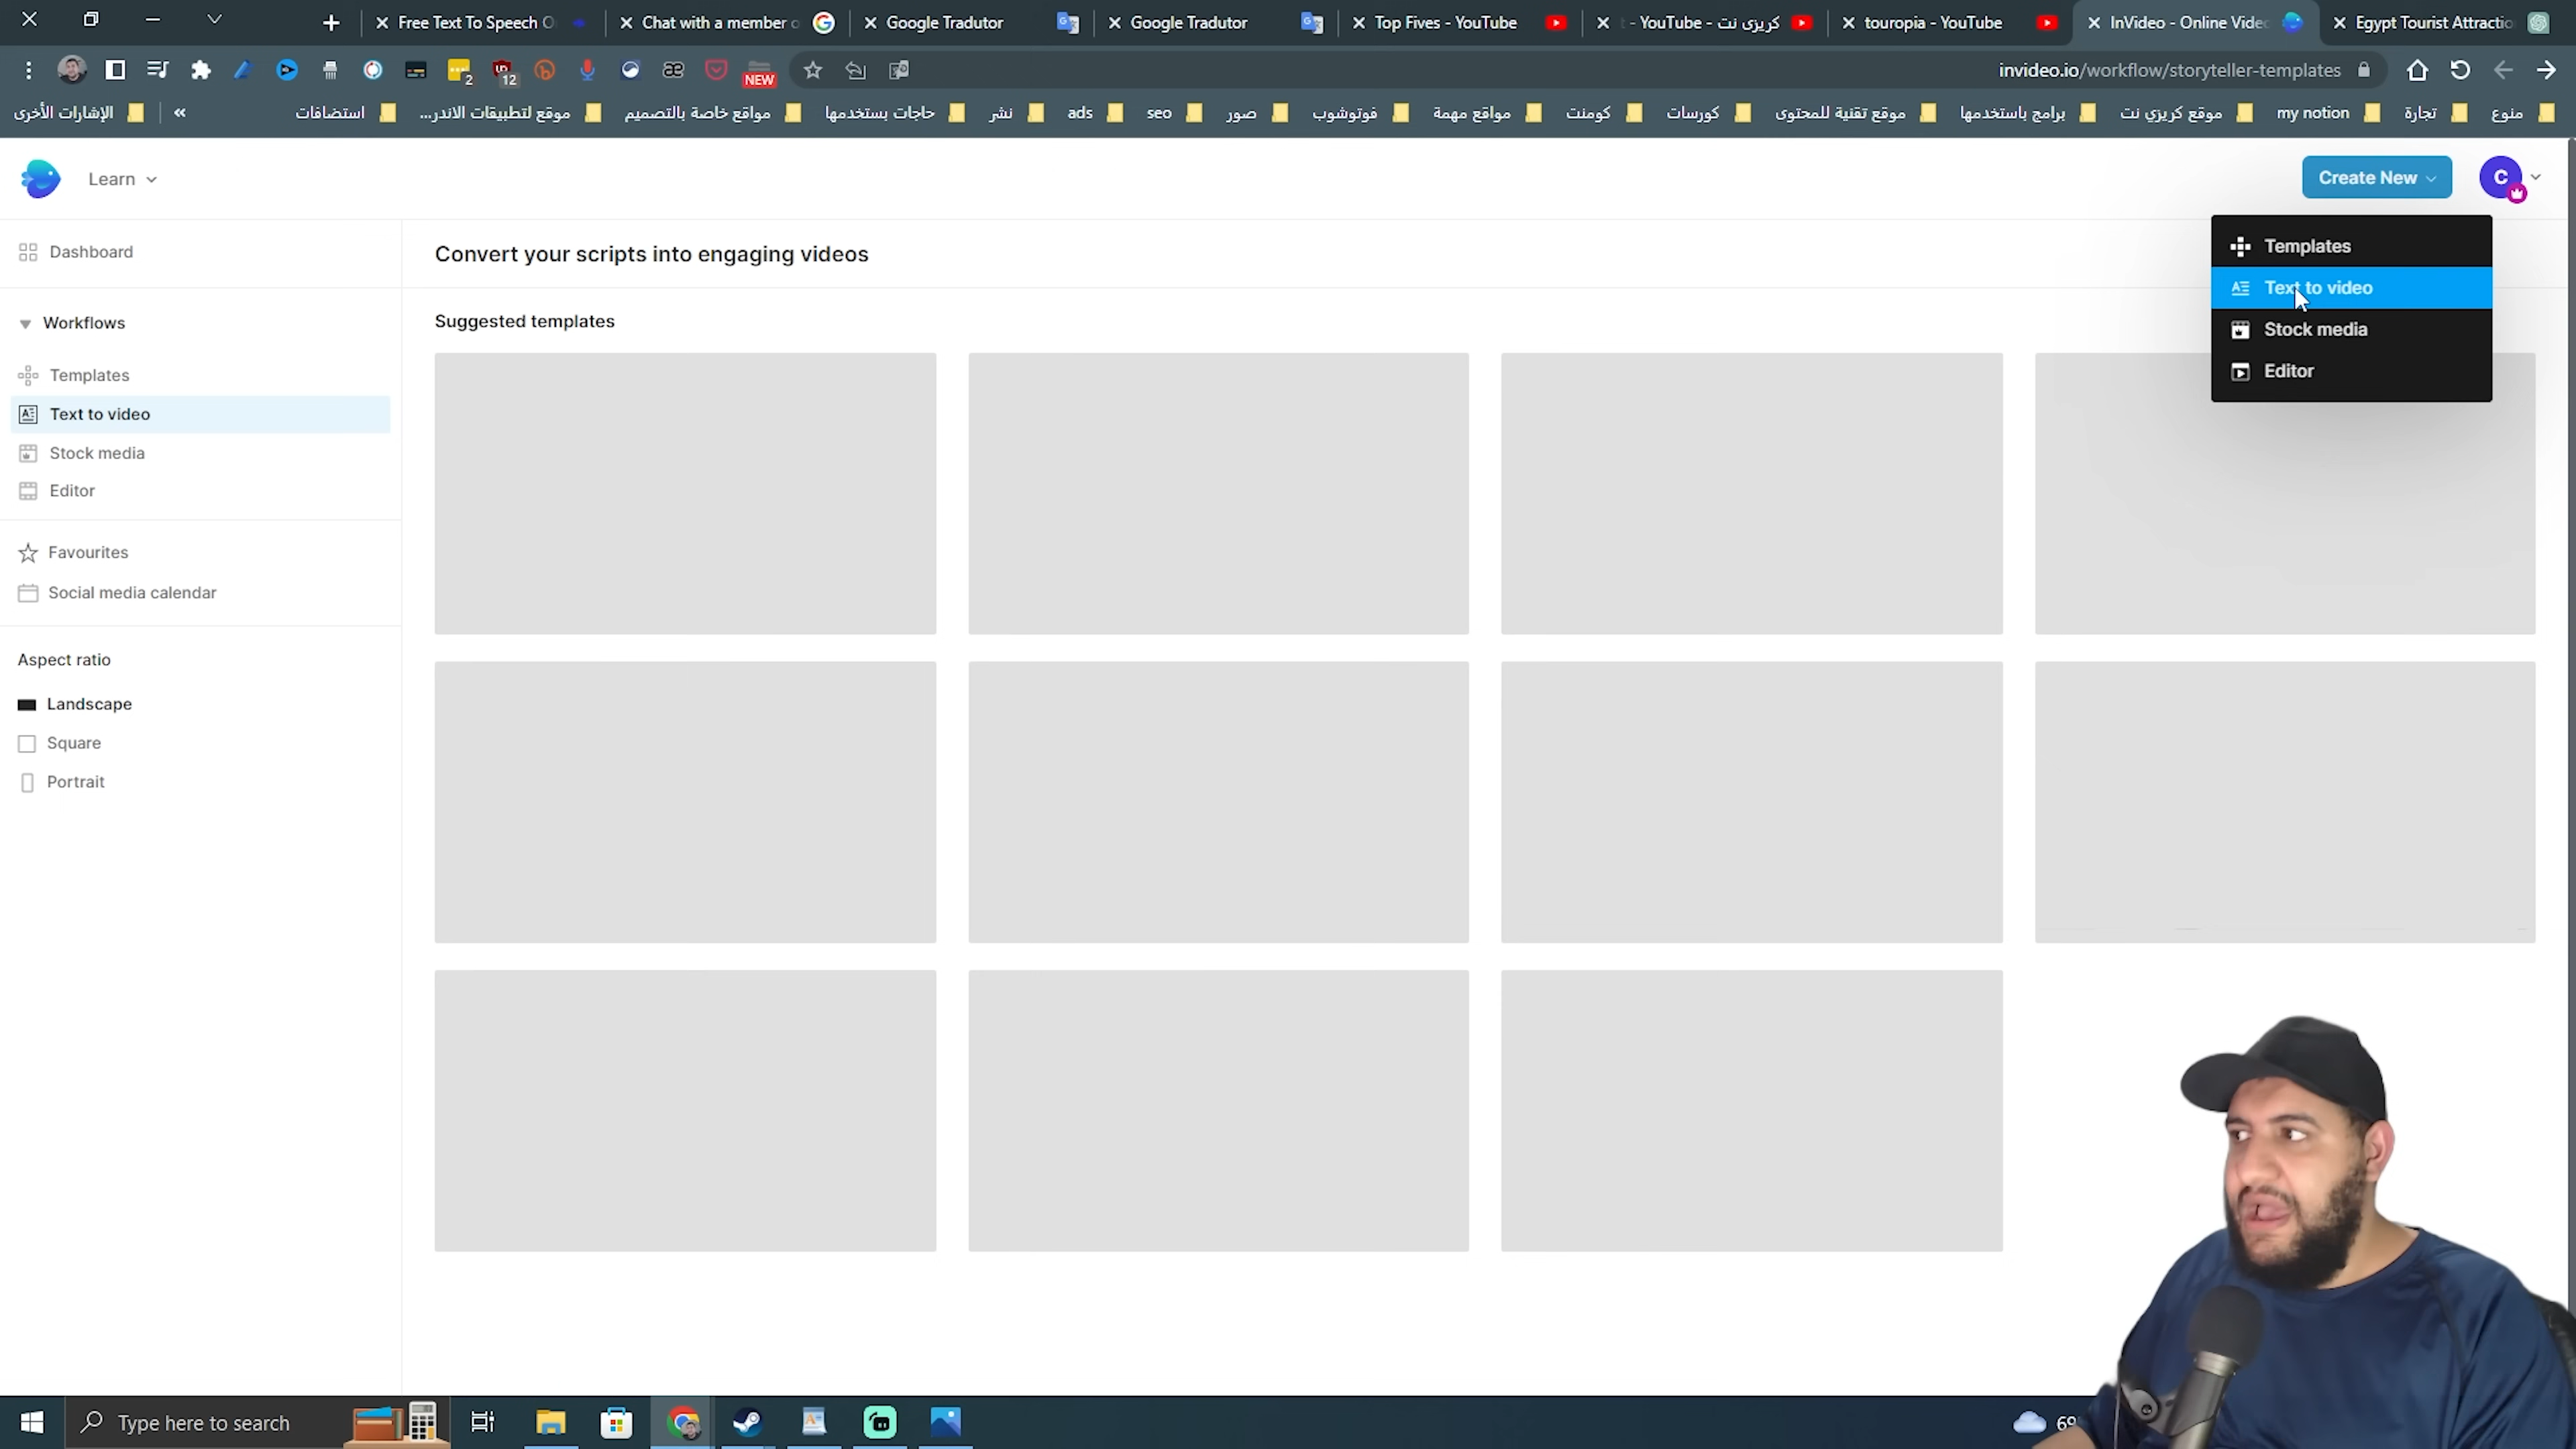 Free Text To Speech O
Chat with a member o
Google Tradutor
Google Tradutor
Top Fives - YouTube
كريزى نت - YouTube - t
touropia - YouTube
InVideo - Online Vide
Egypt Tourist Attractio
2
12
NEW
invideo.io/workflow/storyteller-templates
منوع
تجارة
my notion
موقع كريزي نت
برامج باستخدمها
موقع تقنية للمحتوى
كورسات
كومنت
مواقع مهمة
فوتوشوب
صور
seo
ads
نشر
حاجات بستخدمها
مواقع خاصة بالتصميم
موقع لتطبيقات الاندر...
استضافات
»
الإشارات الأخرى
Learn
Create New
C
Templates
Text to video
Stock media
Editor
Dashboard
Workflows
Templates
Text to video
Stock media
Editor
Favourites
Social media calendar
Aspect ratio
Landscape
Square
Portrait
Convert your scripts into engaging videos
Suggested templates
Type here to search
69